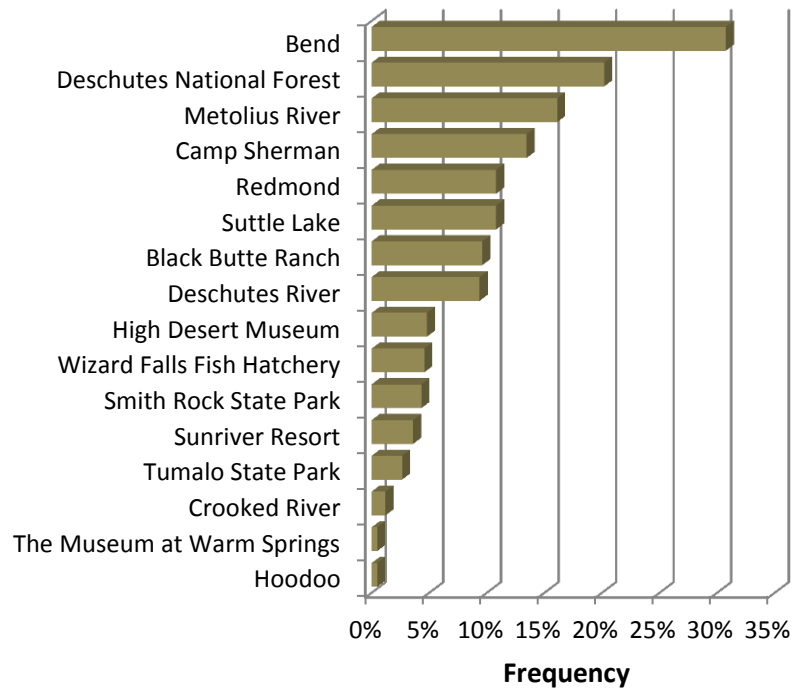 Bend
Deschutes National Forest
Metolius River
Camp Sherman
Redmond
Suttle Lake
Black Butte Ranch
Deschutes River
High Desert Museum
Wizard Falls Fish Hatchery
Smith Rock State Park
Sunriver Resort
Tumalo State Park
Crooked River
The Museum at Warm Springs
Hoodoo
0% 5% 10% 15% 20% 25% 30% 35%
Frequency